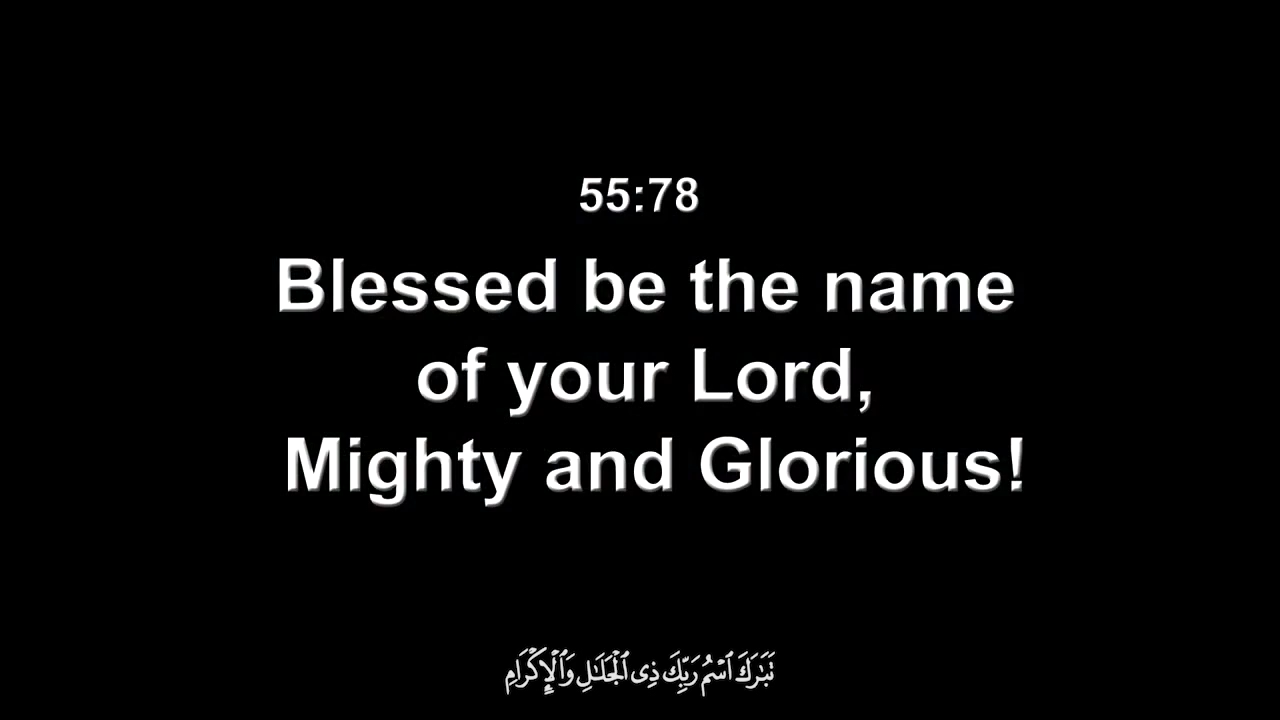 55:78
Blessed be the name
of your Lord,
Mighty and Glorious!
تَبَٰرَكَ ٱسْمُ رَبِّكَ ذِى ٱلْجَلَٰلِ وَٱلْإِكْرَامِ